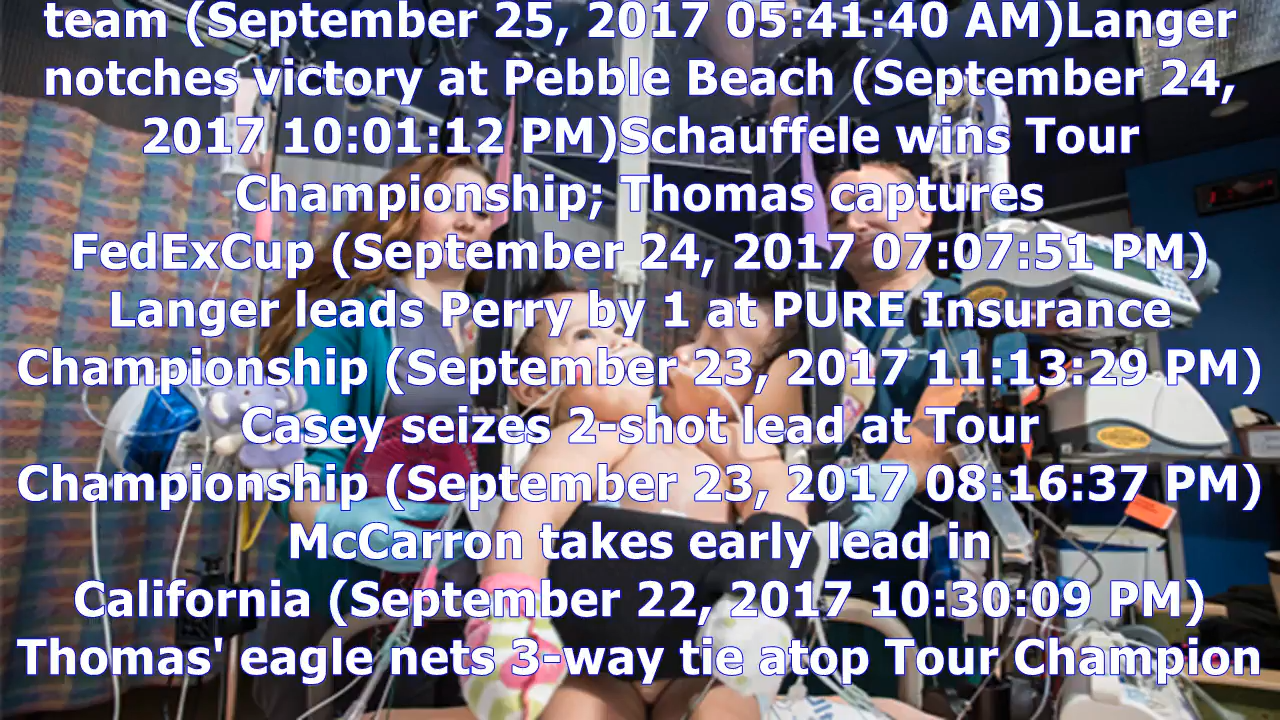 team (September 25, 2017 05:41:40 AM)Langer
notches victory at Pebble Beach (September 24,
2017 10:01:12 PM)Schauffele wins Tour
Championship; Thomas captures
FedExCup (September 24, 2017 07:07:51 PM)
Langer leads Perry by 1 at PURE Insurance
Championship (September 23, 2017 11:13:29 PM)
Casey seizes 2-shot lead at Tour
Championship (September 23, 2017 08:16:37 PM)
McCarron takes early lead in
California (September 22, 2017 10:30:09 PM)
Thomas' eagle nets 3-way tie atop Tour Champion